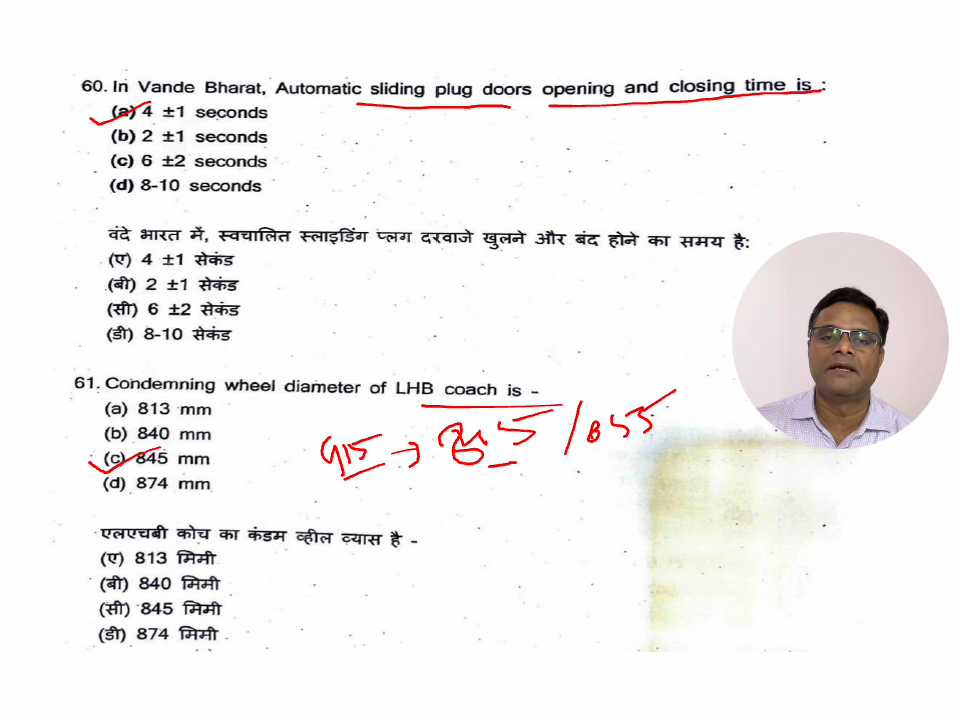 60. In Vande Bharat, Automatic sliding plug doors opening and closing time is :
(a) 4 ±1 seconds
(b) 2 ±1 seconds
(c) 6 ±2 seconds
(d) 8-10 seconds
वंदे भारत में, स्वचालित स्लाइडिंग प्लग दरवाजे खुलने और बंद होने का समय है:
(ए) 4 ±1 सेकंड
(बी) 2 ±1 सेकंड
(सी) 6 ±2 सेकंड
(डी) 8-10 सेकंड
61. Condemning wheel diameter of LHB coach is -
(a) 813 mm
(b) 840 mm
915 → 845 / 855
(c) 845 mm
(d) 874 mm
एलएचबी कोच का कंडम व्हील व्यास है -
(ए) 813 मिमी
(बी) 840 मिमी
(सी) 845 मिमी
(डी) 874 मिमी